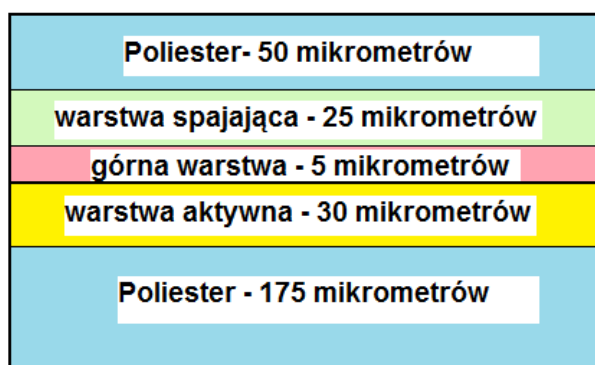 Poliester- 50 mikrometrów
warstwa spajająca - 25 mikrometrów
górna warstwa - 5 mikrometrów
warstwa aktywna - 30 mikrometrów
Poliester - 175 mikrometrów